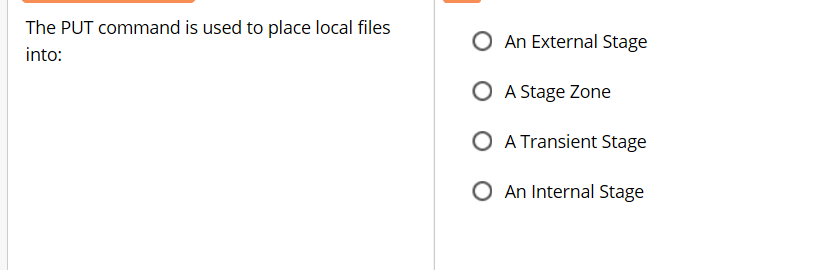 The PUT command is used to place local files
into:
An External Stage
A Stage Zone
A Transient Stage
An Internal Stage